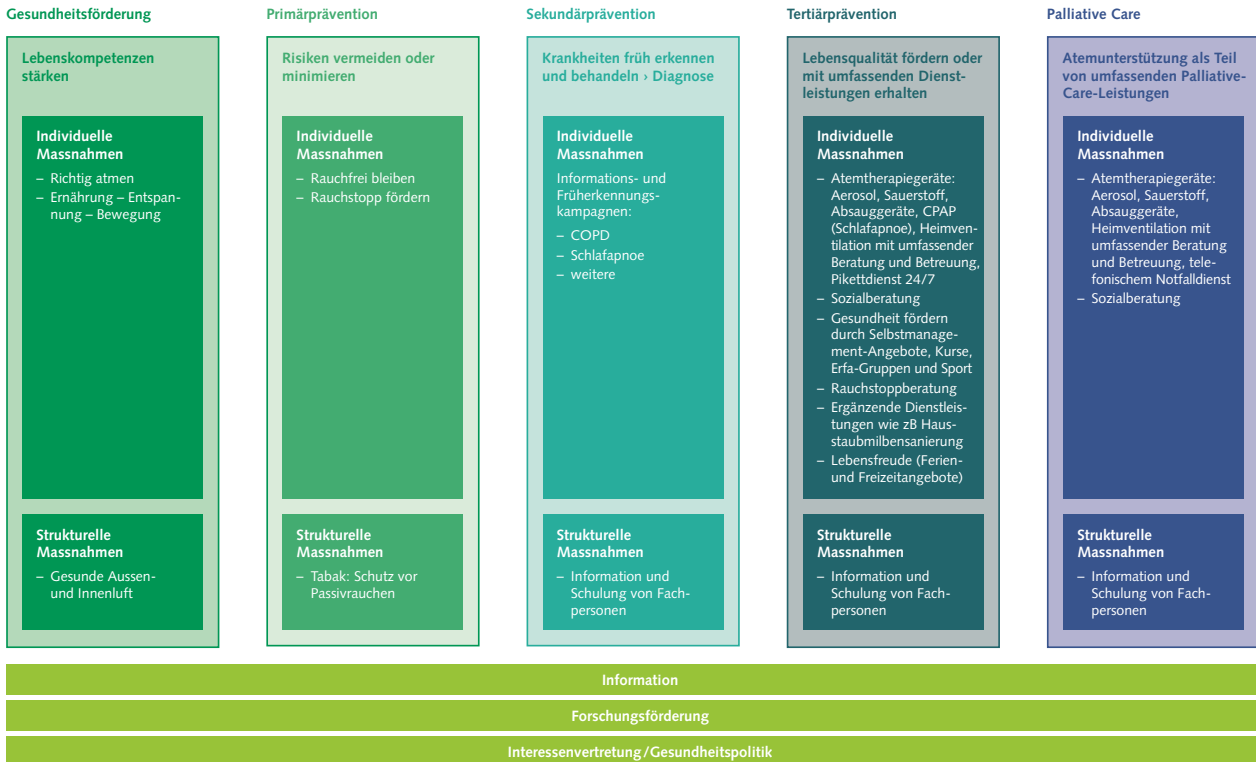 Gesundheitsförderung
Lebenskompetenzen
stärken
Individuelle
Massnahmen
– Richtig atmen
– Ernährung – Entspan-
nung – Bewegung
Strukturelle
Massnahmen
– Gesunde Aussen-
und Innenluft
Primärprävention
Risiken vermeiden oder
minimieren
Individuelle
Massnahmen
– Rauchfrei bleiben
– Rauchstopp fördern
Strukturelle
Massnahmen
– Tabak: Schutz vor
Passivrauchen
Sekundärprävention
Krankheiten früh erkennen
und behandeln › Diagnose
Individuelle
Massnahmen
Informations- und
Früherkennungs-
kampagnen:
– COPD
– Schlafapnoe
– weitere
Strukturelle
Massnahmen
– Information und
Schulung von Fach-
personen
Tertiärprävention
Lebensqualität fördern oder
mit umfassenden Dienst-
leistungen erhalten
Individuelle
Massnahmen
– Atemtherapiegeräte:
Aerosol, Sauerstoff,
Absauggeräte, CPAP
(Schlafapnoe), Heimven-
tilation mit umfassender
Beratung und Betreuung,
Pikettdienst 24/7
– Sozialberatung
– Gesundheit fördern
durch Selbstmanage-
ment-Angebote, Kurse,
Erfa-Gruppen und Sport
– Rauchstoppberatung
– Ergänzende Dienstleis-
tungen wie zB Haus-
staubmilbensanierung
– Lebensfreude (Ferien-
und Freizeitangebote)
Strukturelle
Massnahmen
– Information und
Schulung von Fach-
personen
Palliative Care
Atemunterstützung als Teil
von umfassenden Palliative-
Care-Leistungen
Individuelle
Massnahmen
– Atemtherapiegeräte:
Aerosol, Sauerstoff,
Absauggeräte,
Heimventilation mit
umfassender Beratung
und Betreuung, tele-
fonischem Notfalldienst
– Sozialberatung
Strukturelle
Massnahmen
– Information und
Schulung von Fach-
personen
Information
Forschungsförderung
Interessenvertretung/Gesundheitspolitik